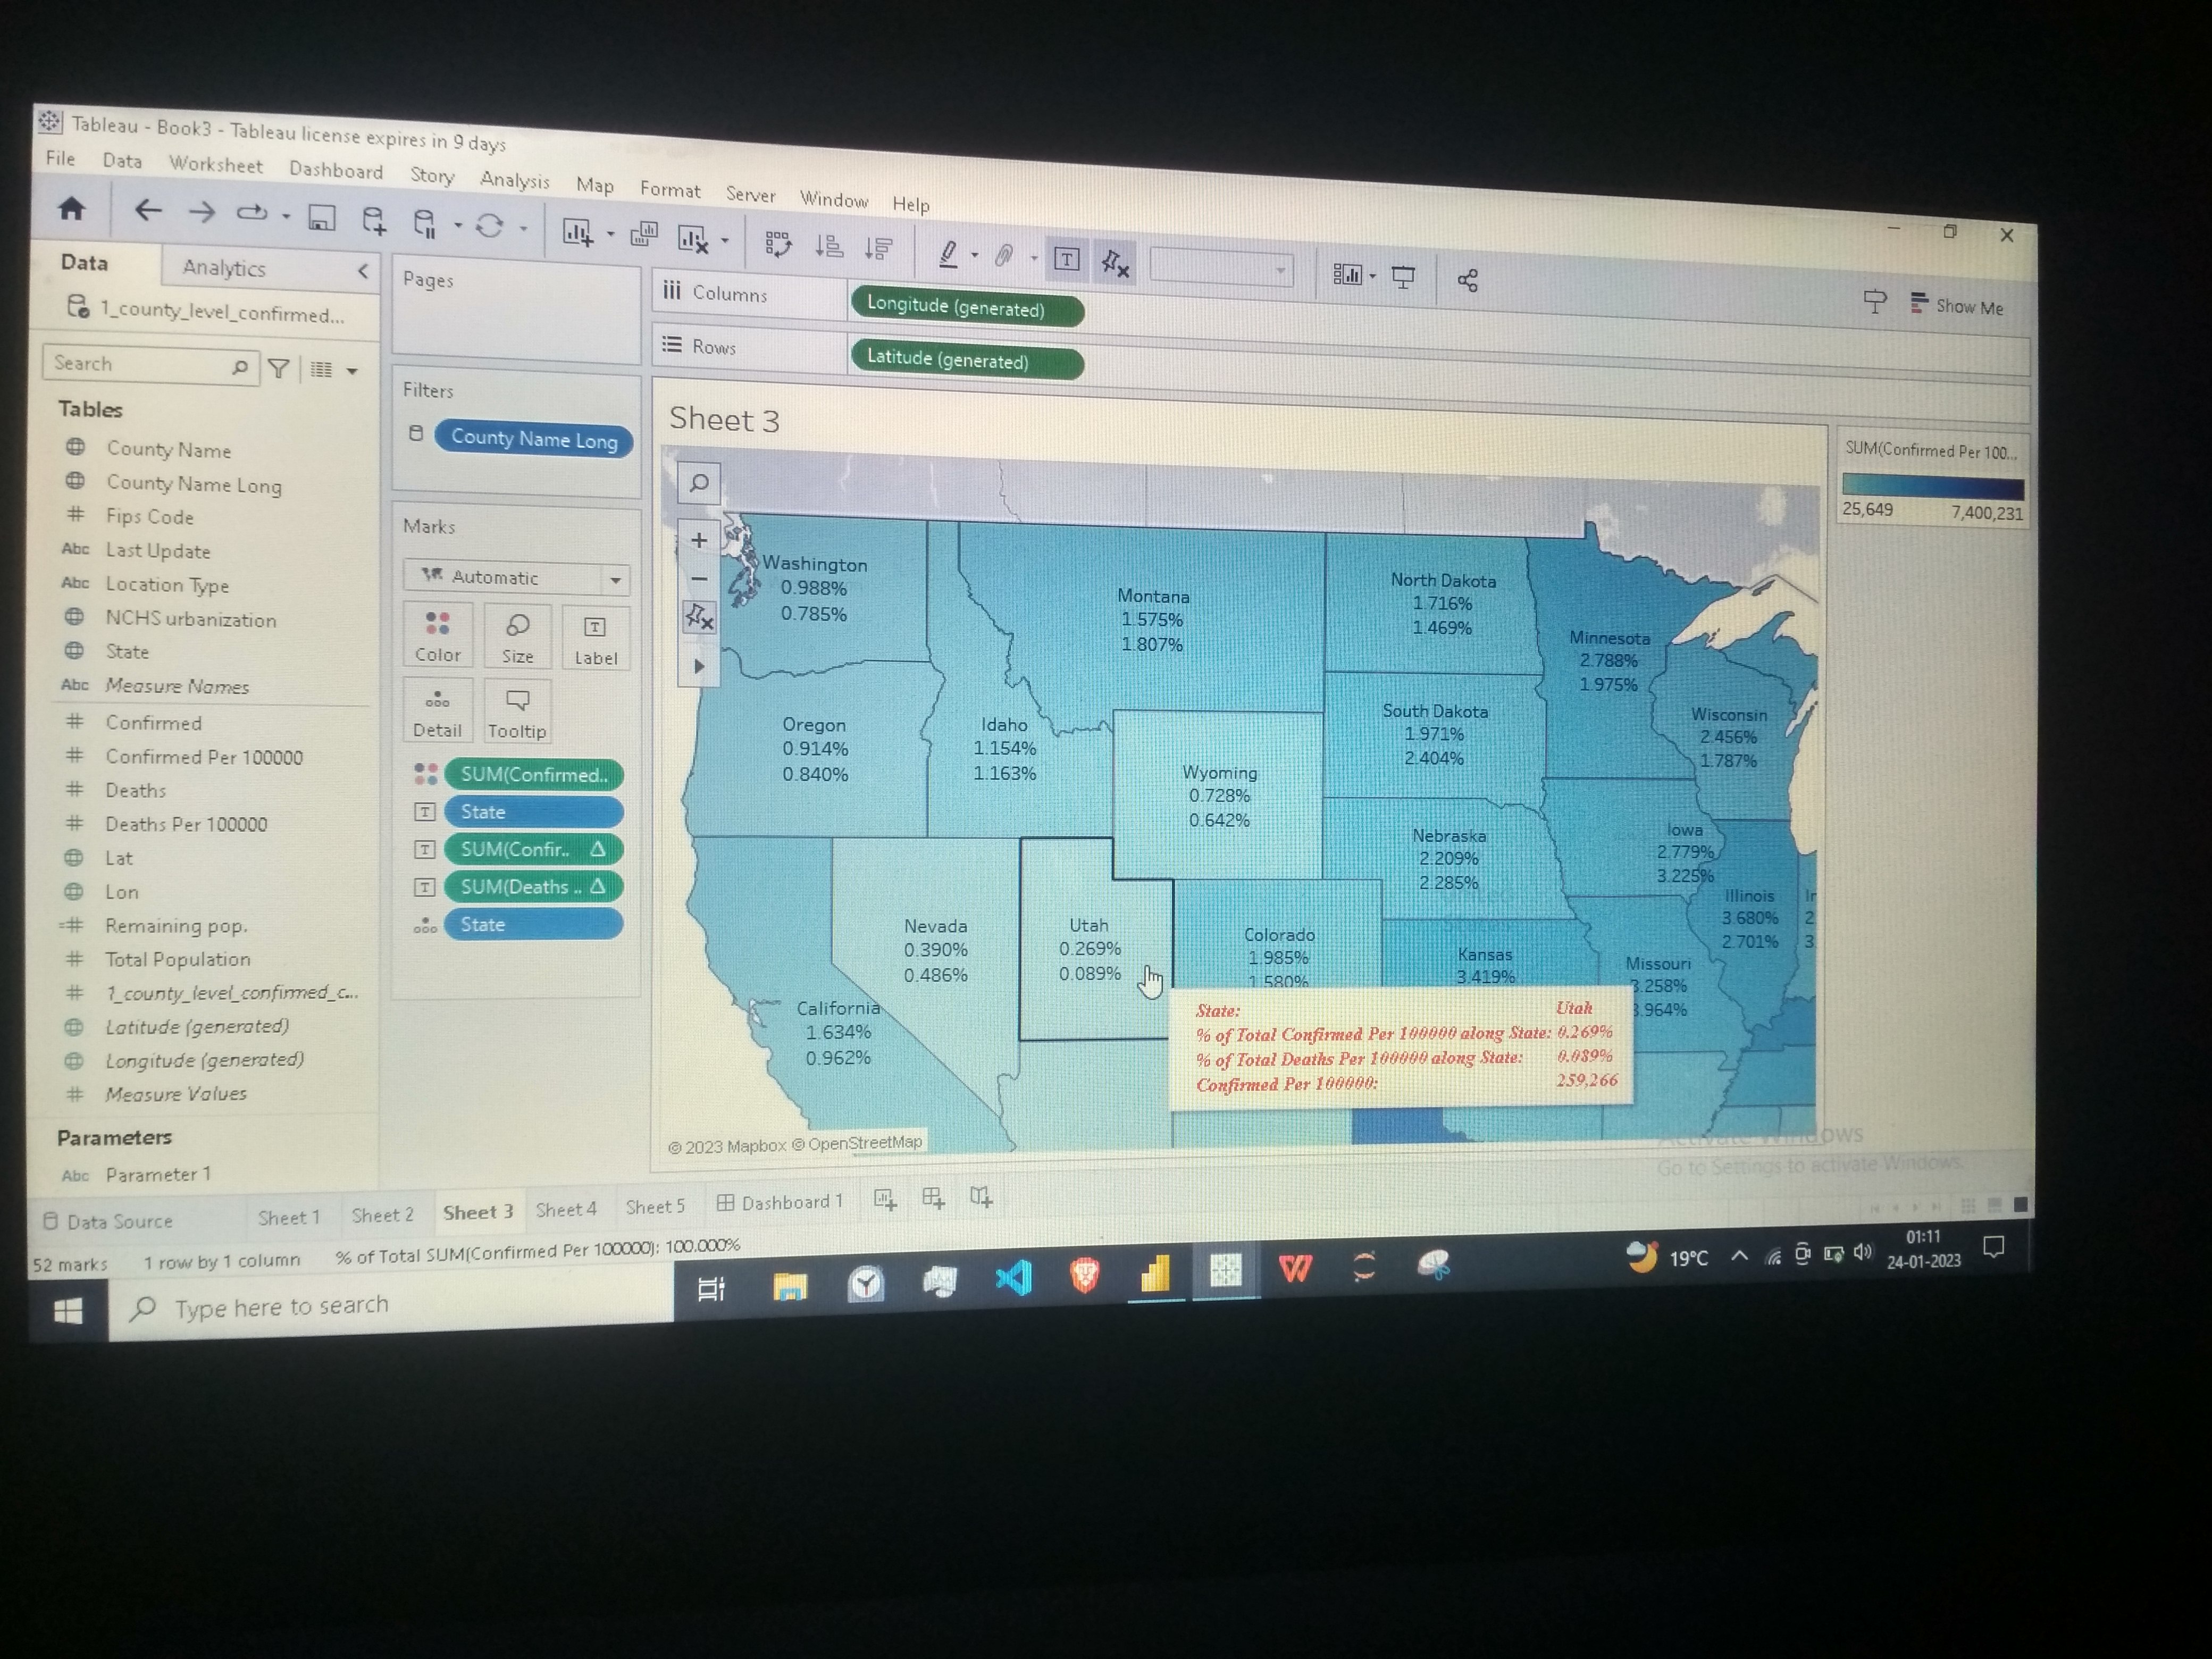 Tableau - Book3 - Tableau license expires in 9 days
File Data Worksheet Dashboard Story Analysis Map Format Server Window Help
Data Analytics
1_county_level_confirmed...
Search
Tables
County Name
County Name Long
# Fips Code
Abc Last Update
Abc Location Type
NCHS urbanization
State
Abc Measure Names
# Confirmed
# Confirmed Per 100000
# Deaths
# Deaths Per 100000
Lat
Lon
=# Remaining pop.
# Total Population
# 1_county_level_confirmed_c...
Latitude (generated)
Longitude (generated)
# Measure Values
Parameters
Abc Parameter 1
Pages
Filters
County Name Long
Marks
Automatic
Color Size Label
Detail Tooltip
SUM(Confirmed..
State
SUM(Confir.. Δ
SUM(Deaths .. Δ
State
Columns Longitude (generated)
Rows Latitude (generated)
Show Me
Sheet 3
Washington
0.988%
0.785%
Montana
1.575%
1.807%
North Dakota
1.716%
1.469%
Minnesota
2.788%
1.975%
Oregon
0.914%
0.840%
Idaho
1.154%
1.163%
Wyoming
0.728%
0.642%
South Dakota
1.971%
2.404%
Wisconsin
2.456%
1.787%
Nebraska
2.209%
2.285%
Iowa
2.779%
3.225%
Illinois
3.680%
2.701%
In
2
3
Nevada
0.390%
0.486%
Utah
0.269%
0.089%
Colorado
1.985%
1.580%
Kansas
3.419%
Missouri
3.258%
3.964%
California
1.634%
0.962%
State: Utah
% of Total Confirmed Per 100000 along State: 0.269%
% of Total Deaths Per 100000 along State: 0.089%
Confirmed Per 100000: 259,266
© 2023 Mapbox © OpenStreetMap
SUM(Confirmed Per 100...
25,649 7,400,231
Activate Windows
Go to Settings to activate Windows.
Data Source Sheet 1 Sheet 2 Sheet 3 Sheet 4 Sheet 5 Dashboard 1
52 marks 1 row by 1 column % of Total SUM(Confirmed Per 100000): 100.000%
Type here to search
19°C
01:11
24-01-2023